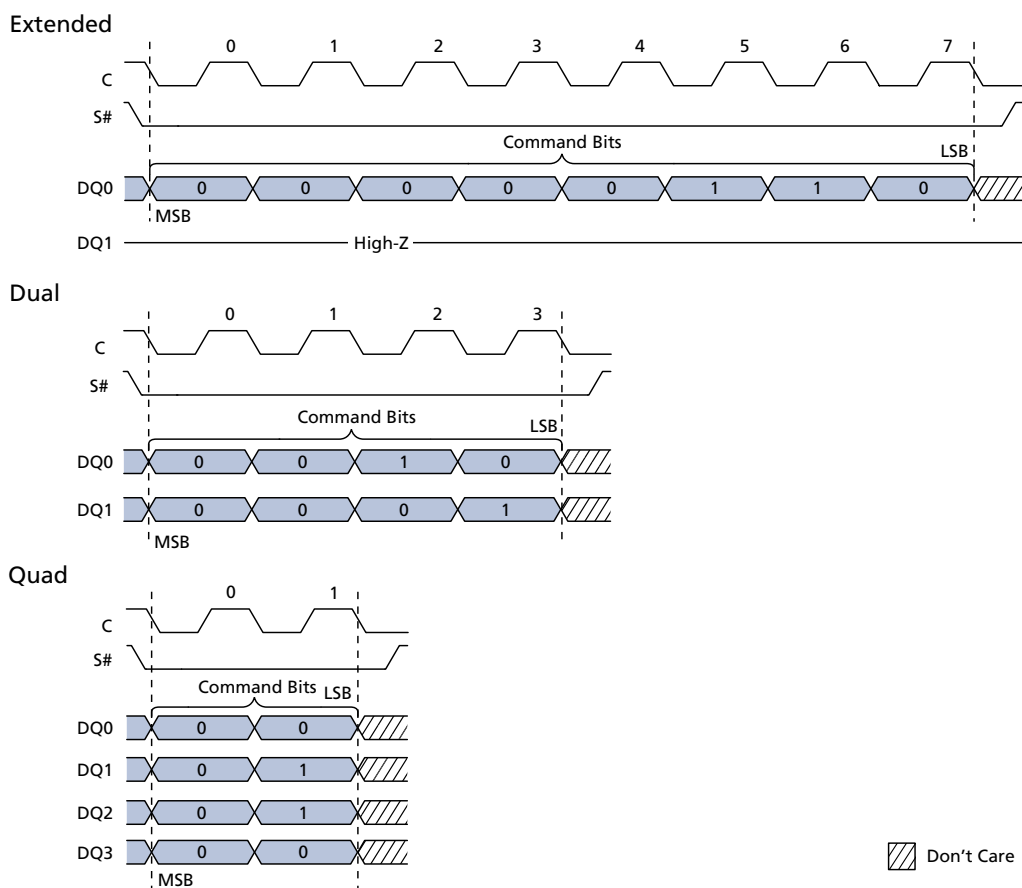 Extended
0 1 2 3 4 5 6 7
C
S#
Command Bits LSB
DQ0 0 0 0 0 0 1 1 0
MSB
DQ1 High-Z
Dual
0 1 2 3
C
S#
Command Bits
LSB
DQ0 0 0 1 0
DQ1 0 0 0 1
MSB
Quad
0 1
C
S#
Command Bits LSB
DQ0 0 0
DQ1 0 1
DQ2 0 1
DQ3 0 0
MSB
Don't Care